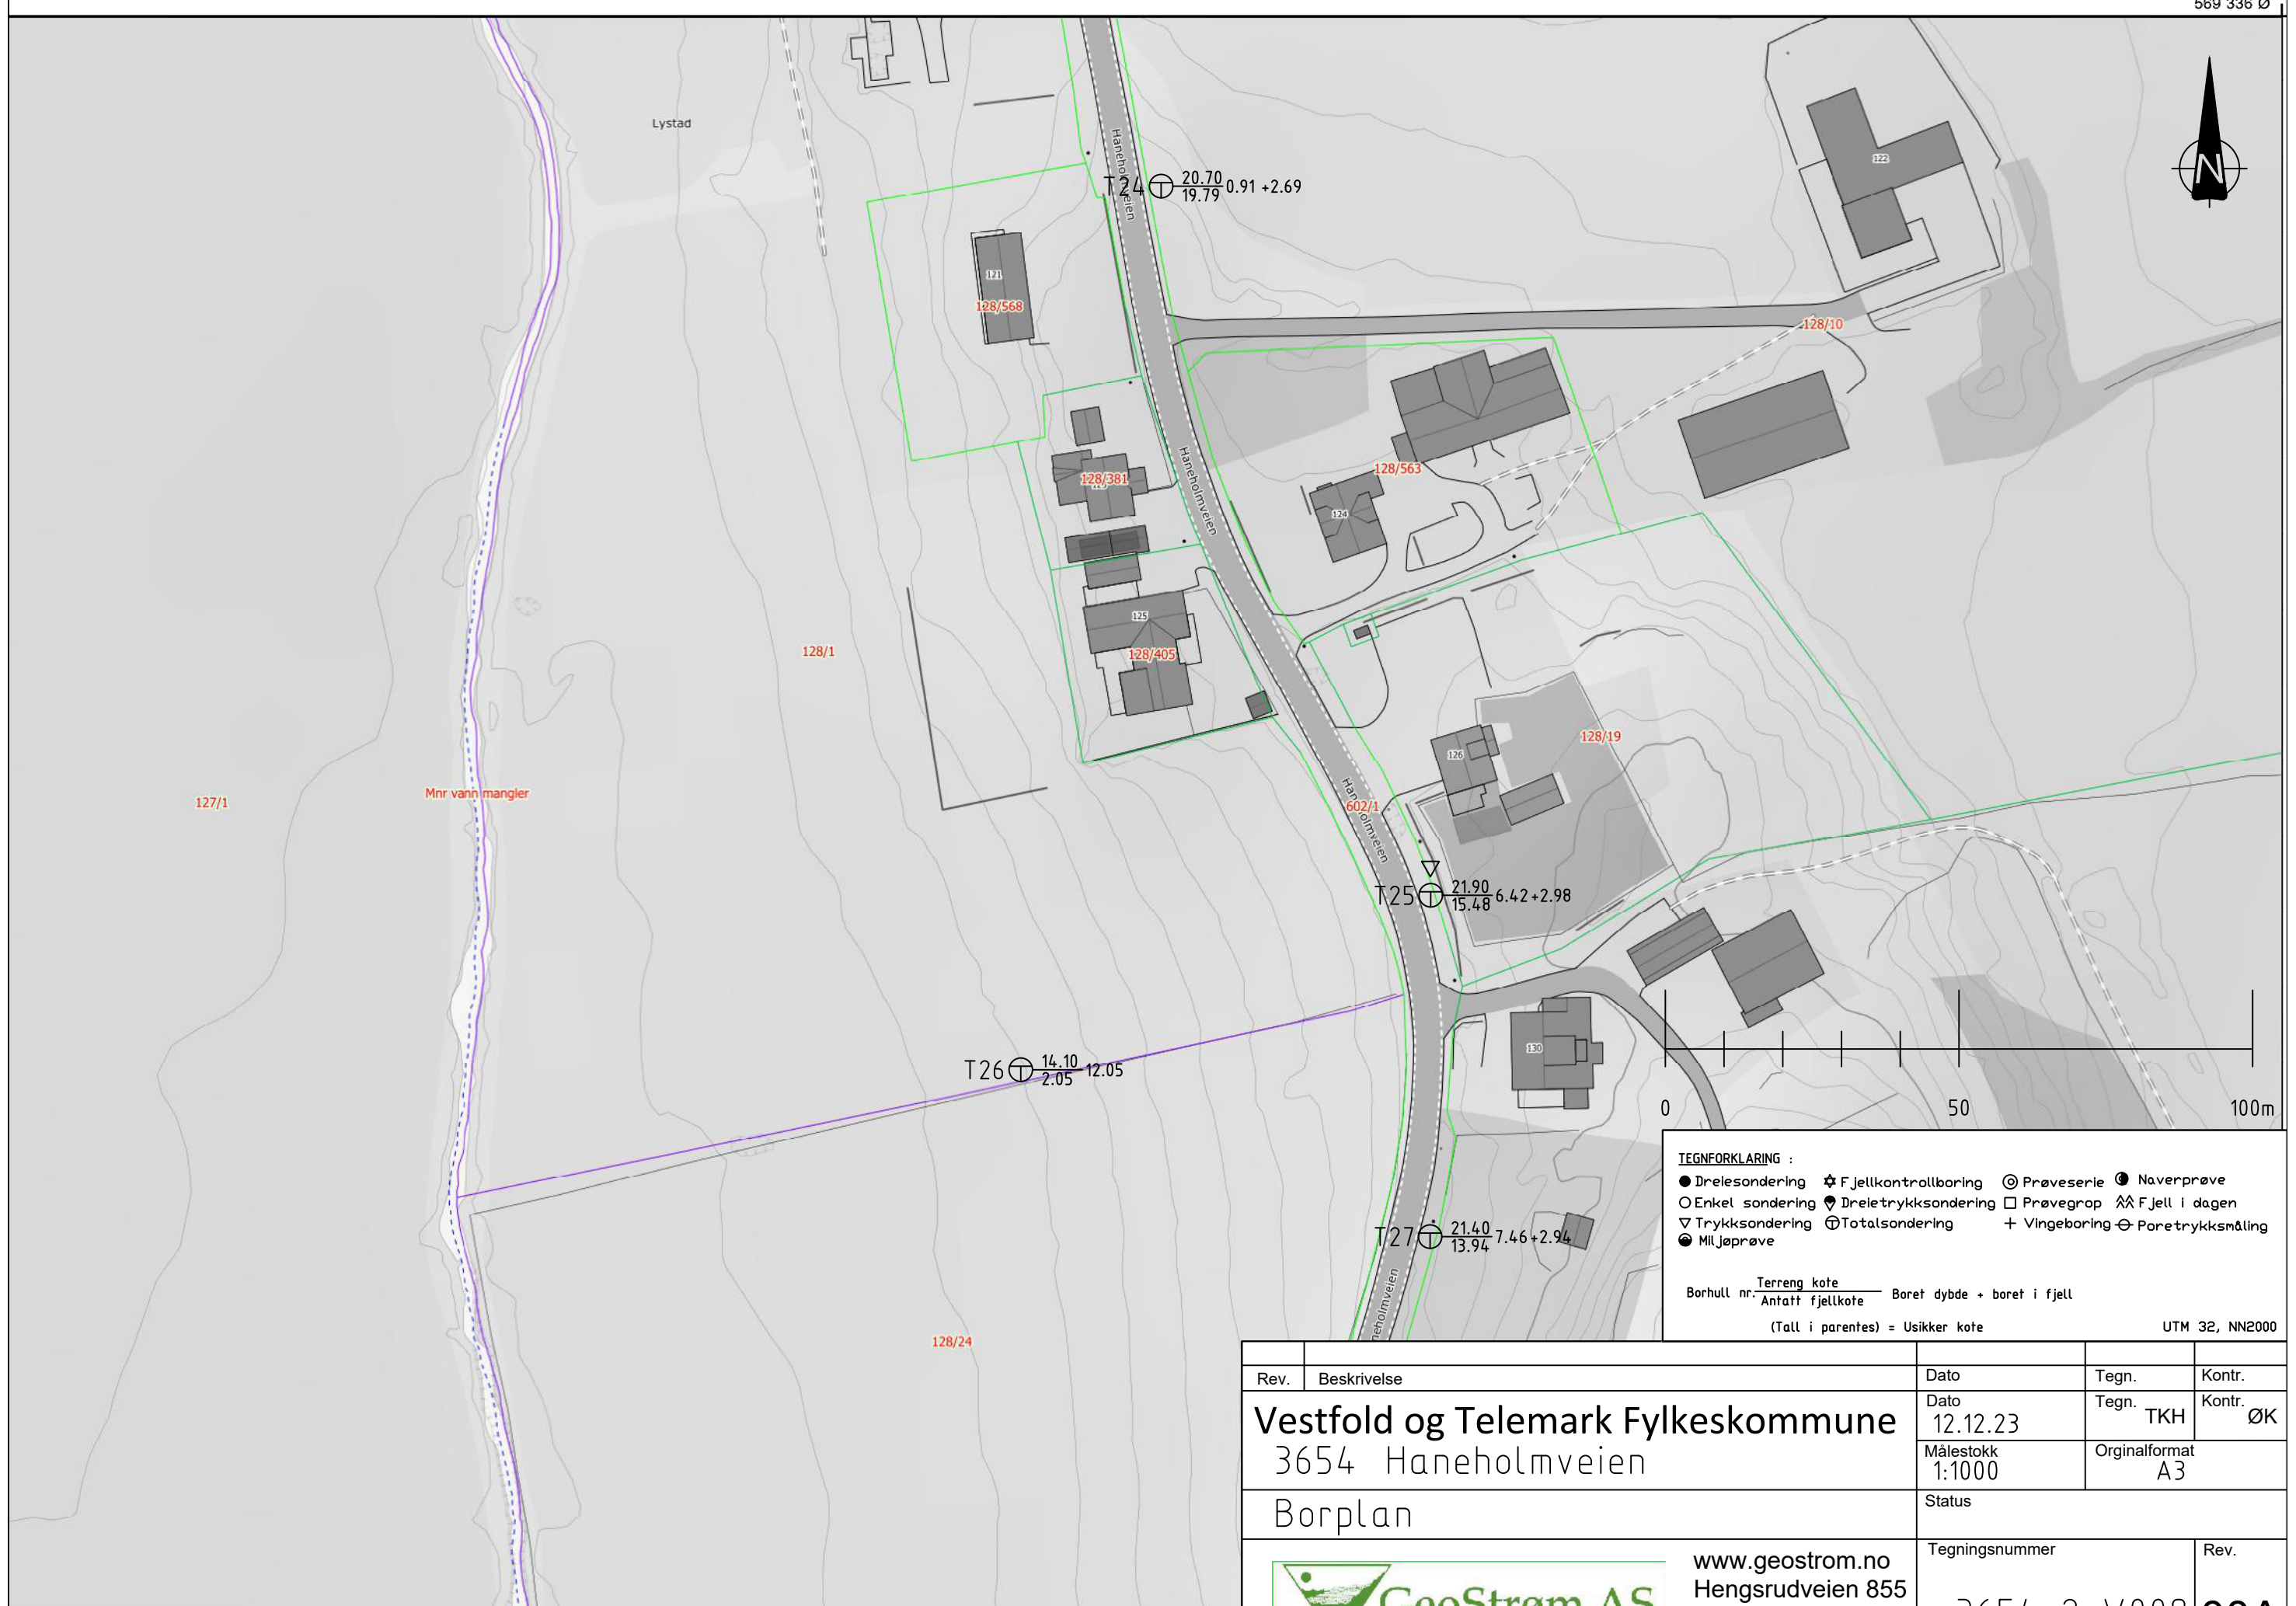 569 336 Ø
Lystad
Haneholmveien
T24 20.70 0.91 +2.69
19.79
122
N
121
128/568
128/10
Haneholmveien
128/381
128/563
124
125
128/405
128/1
126
128/19
127/1
Mnr vann mangler
602/1
Haneholmveien
T25 21.90 6.42 +2.98
15.48
130
T26 14.10 12.05
2.05
0 50 100m
T27 21.40 7.46 +2.94
13.94
128/24
TEGNFORKLARING :
Dreiesondering Fjellkontrollboring Prøveserie Naverprøve
Enkel sondering Dreietrykksondering Prøvegrop Fjell i dagen
Trykksondering Totalsondering Vingeboring Poretrykksmåling
Miljøprøve
Borhull nr. Terreng kote Boret dybde + boret i fjell
Antatt fjellkote
(Tall i parentes) = Usikker kote UTM 32, NN2000
Rev. Beskrivelse Dato Tegn. Kontr.
Vestfold og Telemark Fylkeskommune
3654 Haneholmveien
Dato Tegn. Kontr.
12.12.23 TKH ØK
Målestokk Orginalformat
1:1000 A3
Borplan
Status
Tegningsnummer Rev.
GeoStrøm AS
www.geostrom.no
Hengsrudveien 855